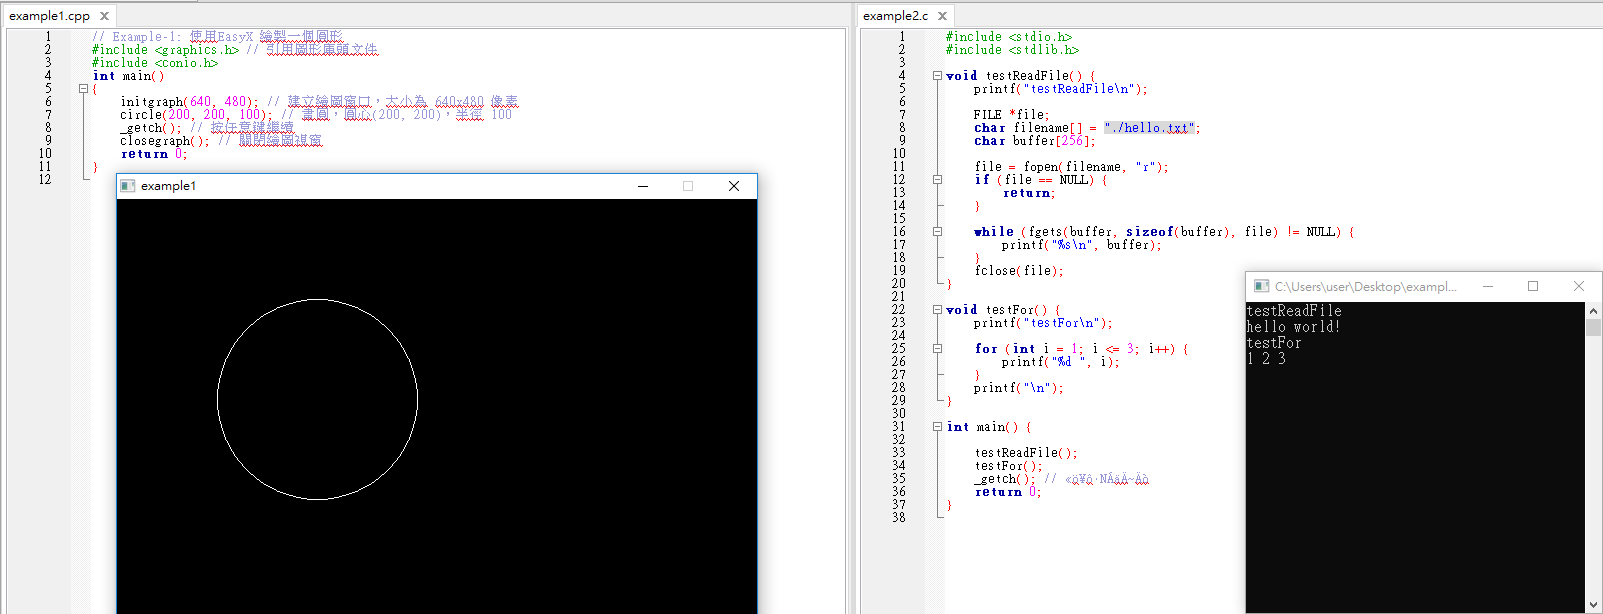 example1.cpp
1 // Example-1: 使用EasyX 繪製一個圓形
2 #include <graphics.h> // 引用圖形庫頭文件
3 #include <conio.h>
4 int main()
5 {
6 initgraph(640, 480); // 建立繪圖窗口，大小為 640x480 像素
7 circle(200, 200, 100); // 畫圓，圓心(200, 200)，半徑 100
8 _getch(); // 按任意鍵繼續
9 closegraph(); // 關閉繪圖視窗
10 return 0;
11 }
12
example1
example2.c
1 #include <stdio.h>
2 #include <stdlib.h>
3
4 void testReadFile() {
5 printf("testReadFile\n");
6
7 FILE *file;
8 char filename[] = "./hello.txt";
9 char buffer[256];
10
11 file = fopen(filename, "r");
12 if (file == NULL) {
13 return;
14 }
15
16 while (fgets(buffer, sizeof(buffer), file) != NULL) {
17 printf("%s\n", buffer);
18 }
19 fclose(file);
20 }
21
22 void testFor() {
23 printf("testFor\n");
24
25 for (int i = 1; i <= 3; i++) {
26 printf("%d ", i);
27 }
28 printf("\n");
29 }
30
31 int main() {
32
33 testReadFile();
34 testFor();
35 _getch(); //
36 return 0;
37 }
38
C:\Users\user\Desktop\exampl...
testReadFile
hello world!
testFor
1 2 3